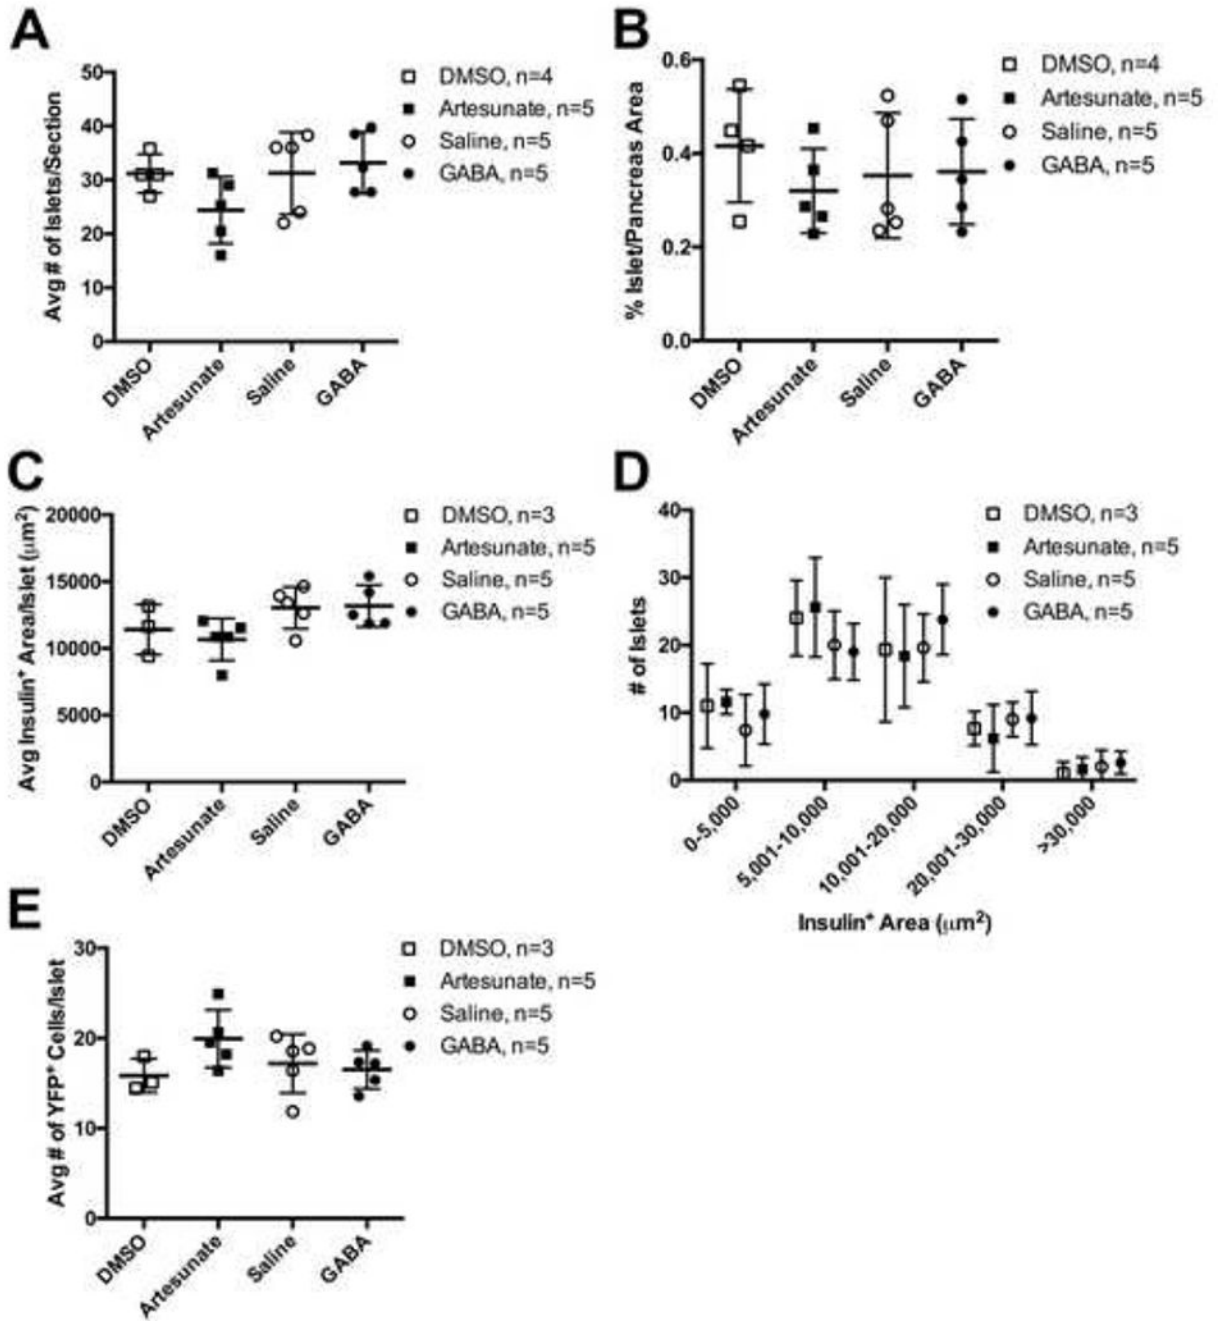 A
Avg # of Islets/Section
50
40
30
20
10
0
DMSO
Artesunate
Saline
GABA
DMSO, n=4
Artesunate, n=5
Saline, n=5
GABA, n=5
B
% Islet/Pancreas Area
0.6
0.4
0.2
0.0
DMSO
Artesunate
Saline
GABA
DMSO, n=4
Artesunate, n=5
Saline, n=5
GABA, n=5
C
Avg Insulin⁺ Area/Islet (μm²)
20000
15000
10000
5000
0
DMSO
Artesunate
Saline
GABA
DMSO, n=3
Artesunate, n=5
Saline, n=5
GABA, n=5
D
# of Islets
40
30
20
10
0
0-5,000
5,001-10,000
10,001-20,000
20,001-30,000
>30,000
Insulin⁺ Area (μm²)
DMSO, n=3
Artesunate, n=5
Saline, n=5
GABA, n=5
E
Avg # of YFP⁺ Cells/Islet
30
20
10
0
DMSO
Artesunate
Saline
GABA
DMSO, n=3
Artesunate, n=5
Saline, n=5
GABA, n=5